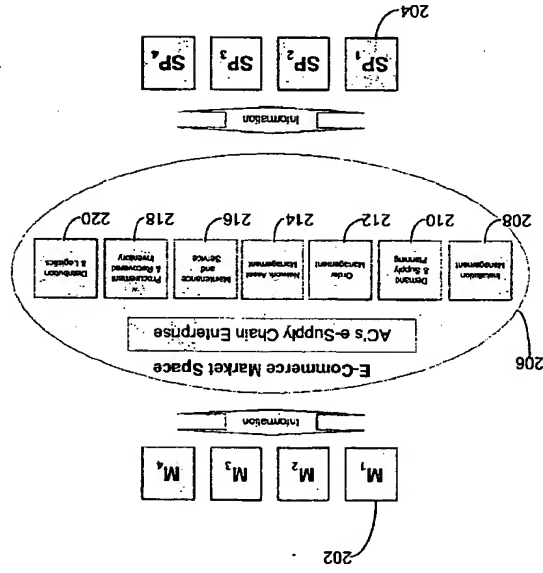 202
M1 M2 M3 M4
Information
206
E-Commerce Market Space
AC's e-Supply Chain Enterprise
Installation
Management
Demand
& Supply
Planning
Order
Management
Network Asset
Management
Maintenance
and
Service
Procurement
& Recovered
Inventory
Distribution
& Logistics
208 210 212 214 216 218 220
Information
SP1 SP2 SP3 SP4
204